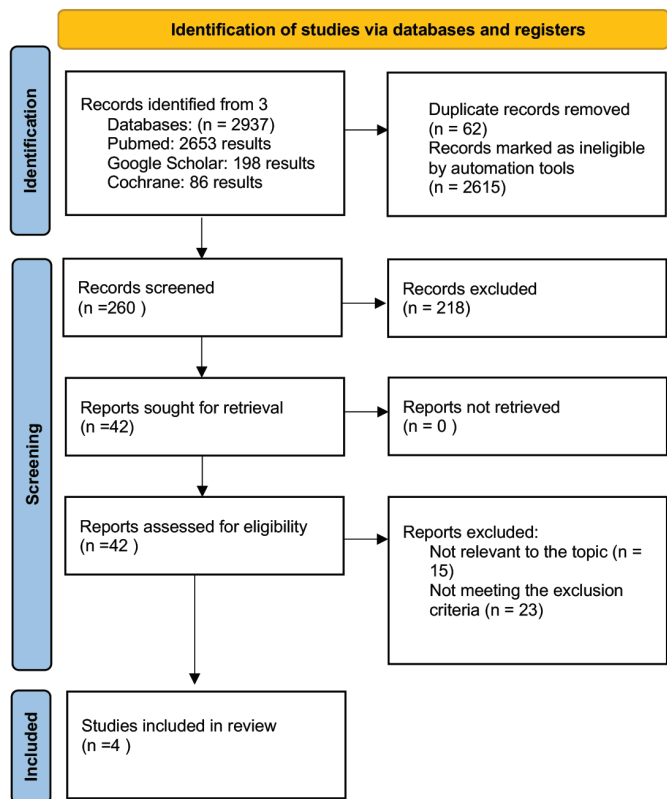 Identification of studies via databases and registers
Identification
Records identified from 3
Databases: (n = 2937)
Pubmed: 2653 results
Google Scholar: 198 results
Cochrane: 86 results
Duplicate records removed
(n = 62)
Records marked as ineligible
by automation tools
(n = 2615)
Screening
Records screened
(n =260 )
Records excluded
(n = 218)
Reports sought for retrieval
(n =42)
Reports not retrieved
(n = 0 )
Reports assessed for eligibility
(n =42 )
Reports excluded:
Not relevant to the topic (n =
15)
Not meeting the exclusion
criteria (n = 23)
Included
Studies included in review
(n =4 )